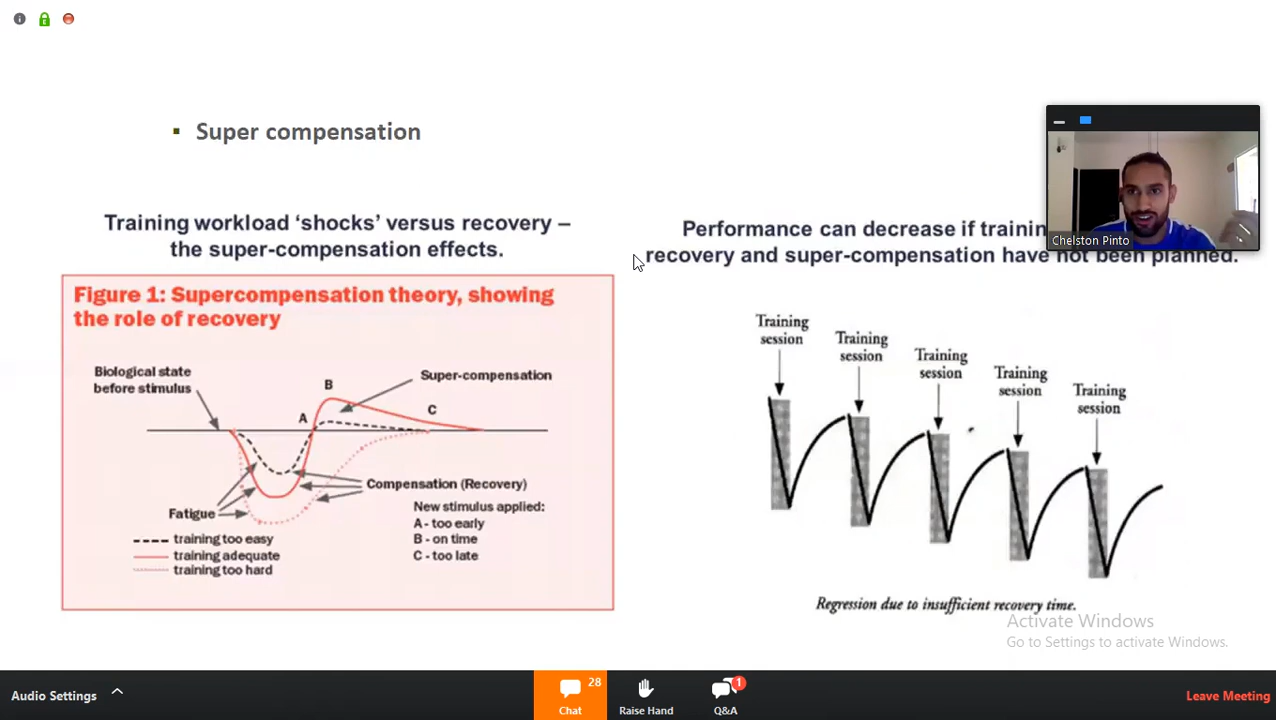 ▪ Super compensation
Training workload ‘shocks’ versus recovery –
the super-compensation effects.
Figure 1: Supercompensation theory, showing
the role of recovery
Biological state
before stimulus
B
Super-compensation
A
C
Compensation (Recovery)
Fatigue
New stimulus applied:
A - too early
B - on time
C - too late
training too easy
training adequate
training too hard
Chelston Pinto
Performance can decrease if trainin
recovery and super-compensation have not been planned.
Training
session
Training
session
Training
session
Training
session
Training
session
Regression due to insufficient recovery time.
Activate Windows
Go to Settings to activate Windows.
Audio Settings
28
Chat
Raise Hand
1
Q&A
Leave Meeting